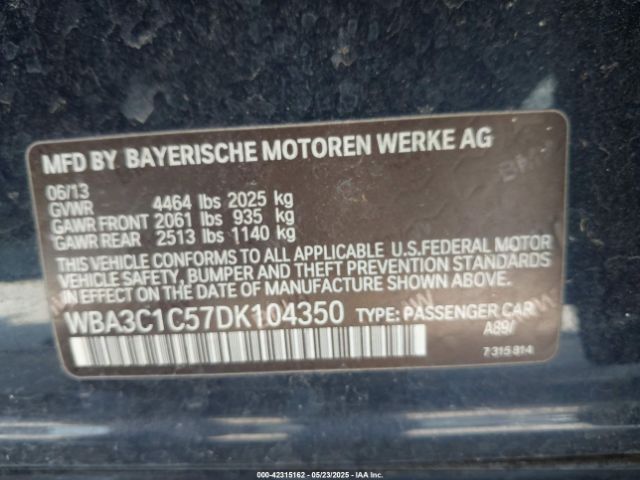 MFD BY BAYERISCHE MOTOREN WERKE AG
06/13
GVWR 4464 lbs 2025 kg
GAWR FRONT 2061 lbs 935 kg
GAWR REAR 2513 lbs 1140 kg
THIS VEHICLE CONFORMS TO ALL APPLICABLE U.S.FEDERAL MOTOR
VEHICLE SAFETY, BUMPER AND THEFT PREVENTION STANDARDS
IN EFFECT ON THE DATE OF MANUFACTURE SHOWN ABOVE.
WBA3C1C57DK104350 TYPE: PASSENGER CAR
A89/
7315814
000-42315162 - 05/23/2025 - IAA Inc.